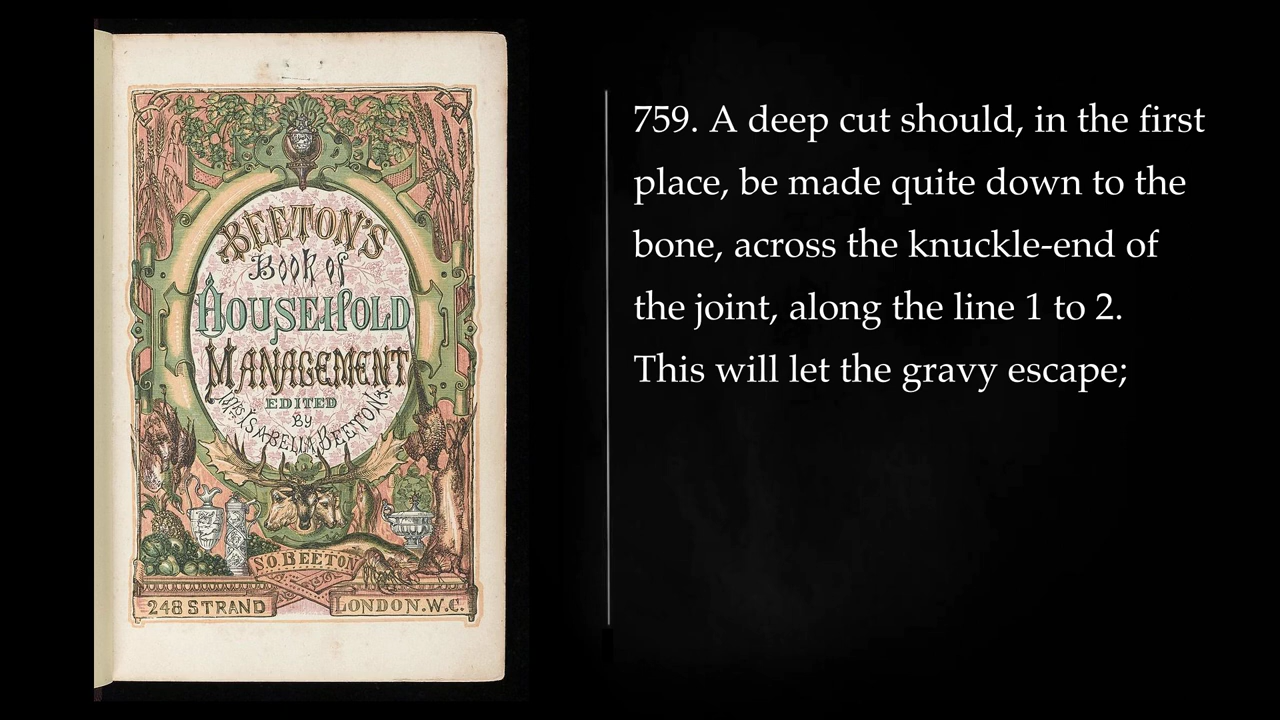 BEETON'S
Book of
HOUSEHOLD
MANAGEMENT
EDITED
BY
MRS ISABELLA BEETON
S.O. BEETON
248 STRAND
LONDON. W.C.
759. A deep cut should, in the first
place, be made quite down to the
bone, across the knuckle-end of
the joint, along the line 1 to 2.
This will let the gravy escape;